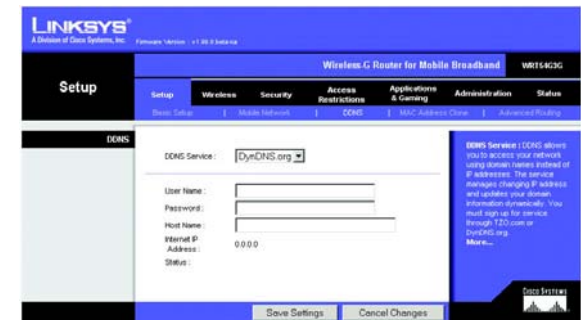 LINKSYS®
A Division of Cisco Systems, Inc.
Firmware Version :
Wireless-G Router for Mobile Broadband WRT54G3G
Setup
Setup Wireless Security Access Restrictions Applications & Gaming Administration Status
Basic Setup | Mobile Network | DDNS | MAC Address Clone | Advanced Routing
DDNS
DDNS Service : DynDNS.org
User Name :
Password :
Host Name :
Internet IP Address : 0.0.0.0
Status :
DDNS Service : DDNS allows
you to access your network
using domain names instead of
IP addresses. The service
manages changing IP address
and updates your domain
information dynamically. You
must sign up for service
through TZO.com or
DynDNS.org.
More...
Save Settings Cancel Changes
CISCO SYSTEMS